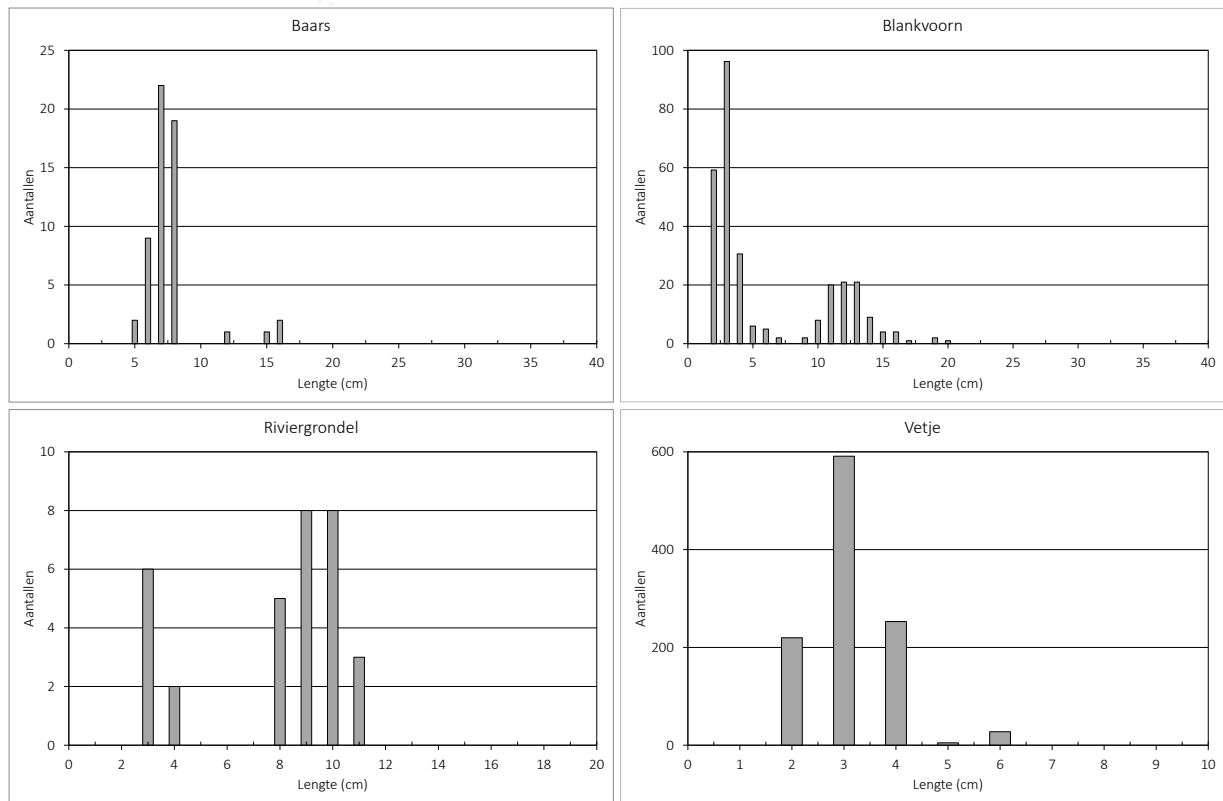 Baars
25
20
15
10
5
0
Aantallen
0 5 10 15 20 25 30 35 40
Lengte (cm)
Blankvoorn
100
80
60
40
20
0
Aantallen
0 5 10 15 20 25 30 35 40
Lengte (cm)
Riviergrondel
10
8
6
4
2
0
Aantallen
0 2 4 6 8 10 12 14 16 18 20
Lengte (cm)
Vetje
600
400
200
0
Aantallen
0 1 2 3 4 5 6 7 8 9 10
Lengte (cm)